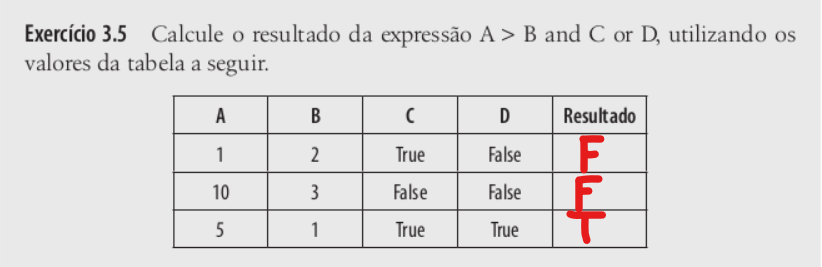 Exercício 3.5 Calcule o resultado da expressão A > B and C or D, utilizando os
valores da tabela a seguir.
A B C D Resultado
1 2 True False F
10 3 False False F
5 1 True True T